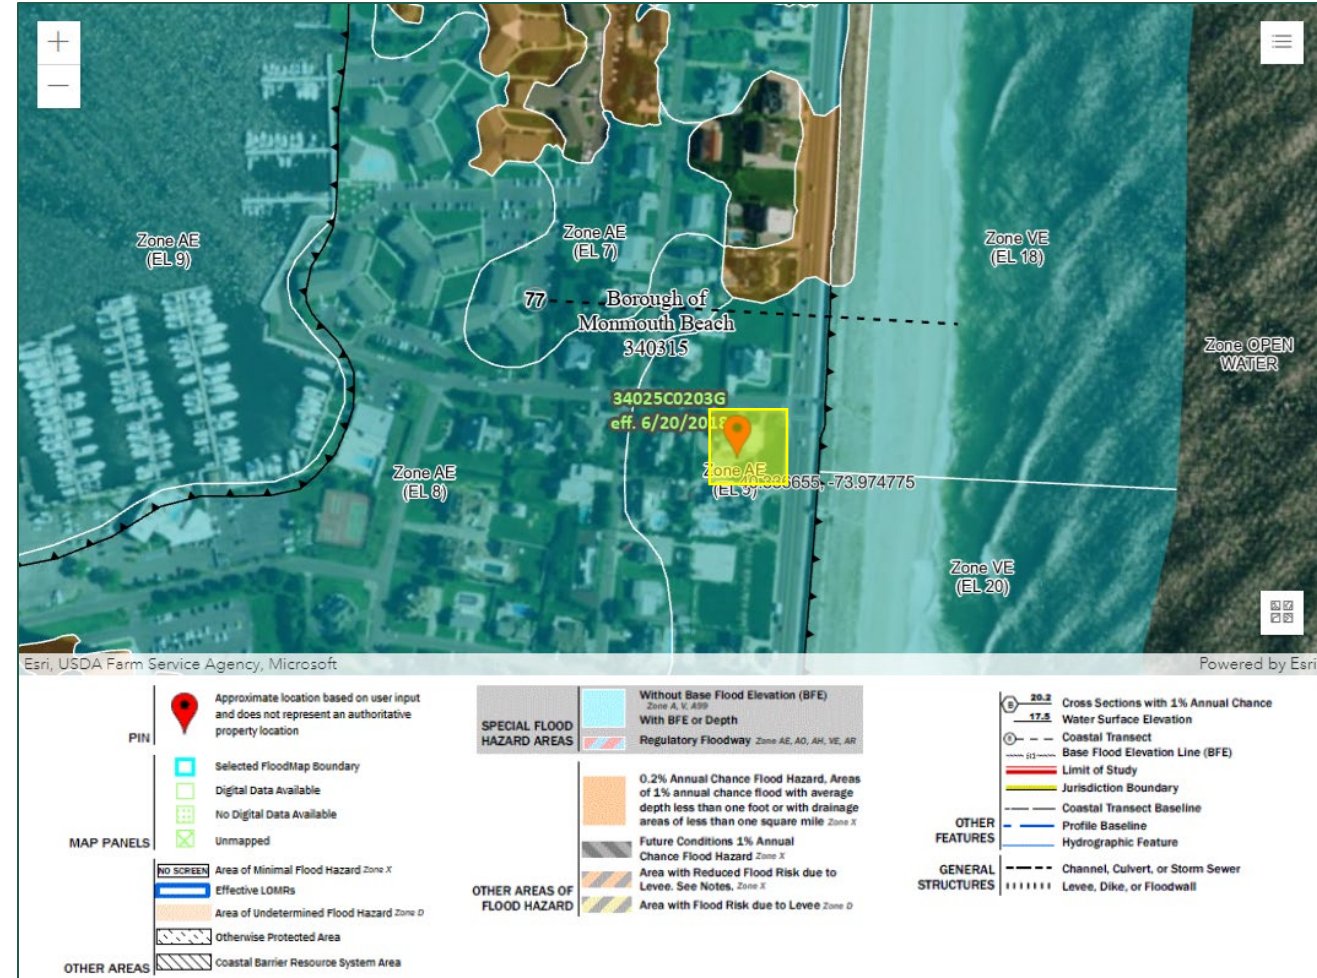 Zone AE
(EL 9)
Zone AE
(EL 7)
Zone VE
(EL 18)
77
Borough of
Monmouth Beach
340315
Zone OPEN
WATER
34025C0203G
eff. 6/20/2018
Zone AE
(EL 8)
Zone AE
(EL 9)
-73.974775
Zone VE
(EL 20)
Esri, USDA Farm Service Agency, Microsoft
Powered by Esri
PIN
Approximate location based on user input
and does not represent an authoritative
property location
MAP PANELS
Selected FloodMap Boundary
Digital Data Available
No Digital Data Available
Unmapped
OTHER AREAS
NO SCREEN Area of Minimal Flood Hazard Zone X
Effective LOMRs
Area of Undetermined Flood Hazard Zone D
Otherwise Protected Area
Coastal Barrier Resource System Area
SPECIAL FLOOD
HAZARD AREAS
Without Base Flood Elevation (BFE)
Zone A, V, A99
With BFE or Depth
Regulatory Floodway Zone AE, AO, AH, VE, AR
OTHER AREAS OF
FLOOD HAZARD
0.2% Annual Chance Flood Hazard, Areas
of 1% annual chance flood with average
depth less than one foot or with drainage
areas of less than one square mile Zone X
Future Conditions 1% Annual
Chance Flood Hazard Zone X
Area with Reduced Flood Risk due to
Levee. See Notes. Zone X
Area with Flood Risk due to Levee Zone D
OTHER
FEATURES
B 20.2 Cross Sections with 1% Annual Chance
17.5 Water Surface Elevation
Coastal Transect
Base Flood Elevation Line (BFE)
Limit of Study
Jurisdiction Boundary
Coastal Transect Baseline
Profile Baseline
Hydrographic Feature
GENERAL
STRUCTURES
Channel, Culvert, or Storm Sewer
Levee, Dike, or Floodwall